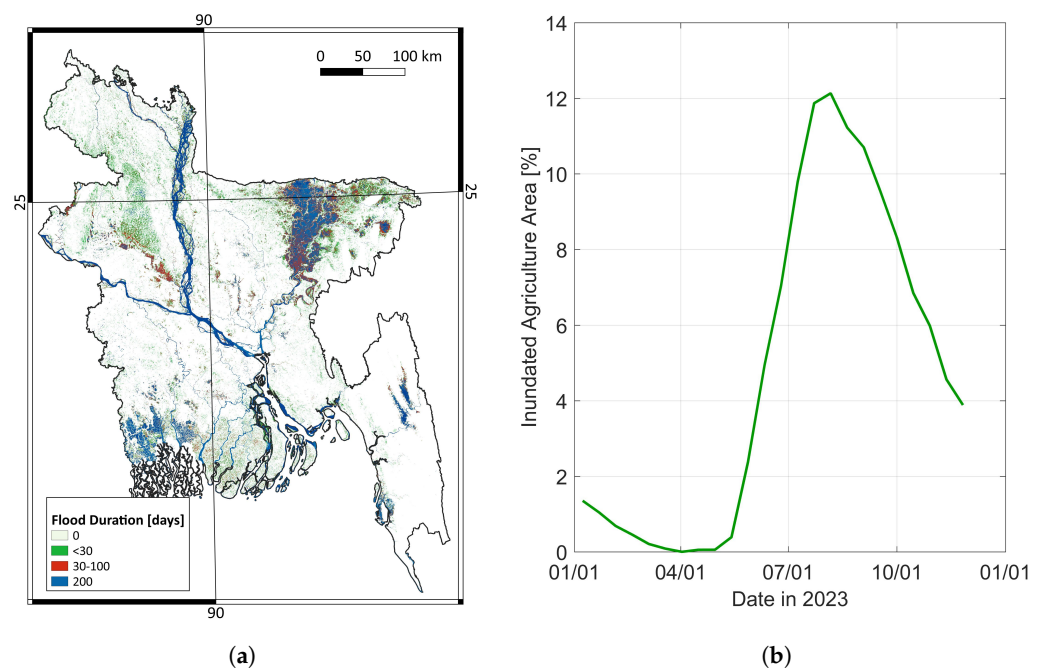 90
0 50 100 km
25
25
Flood Duration [days]
0
<30
30-100
200
90
(a)
14
12
10
8
6
4
2
0
Inundated Agriculture Area [%]
01/01 04/01 07/01 10/01 01/01
Date in 2023
(b)